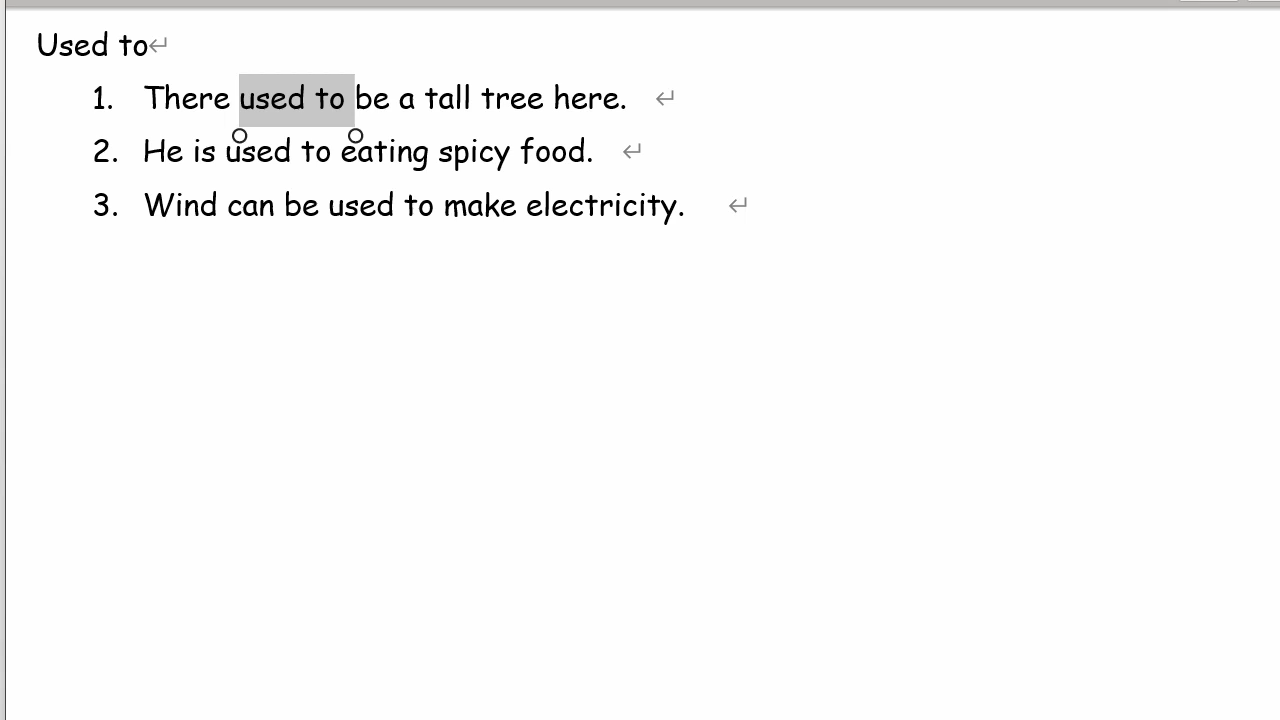 Used to
1. There used to be a tall tree here.
2. He is used to eating spicy food.
3. Wind can be used to make electricity.